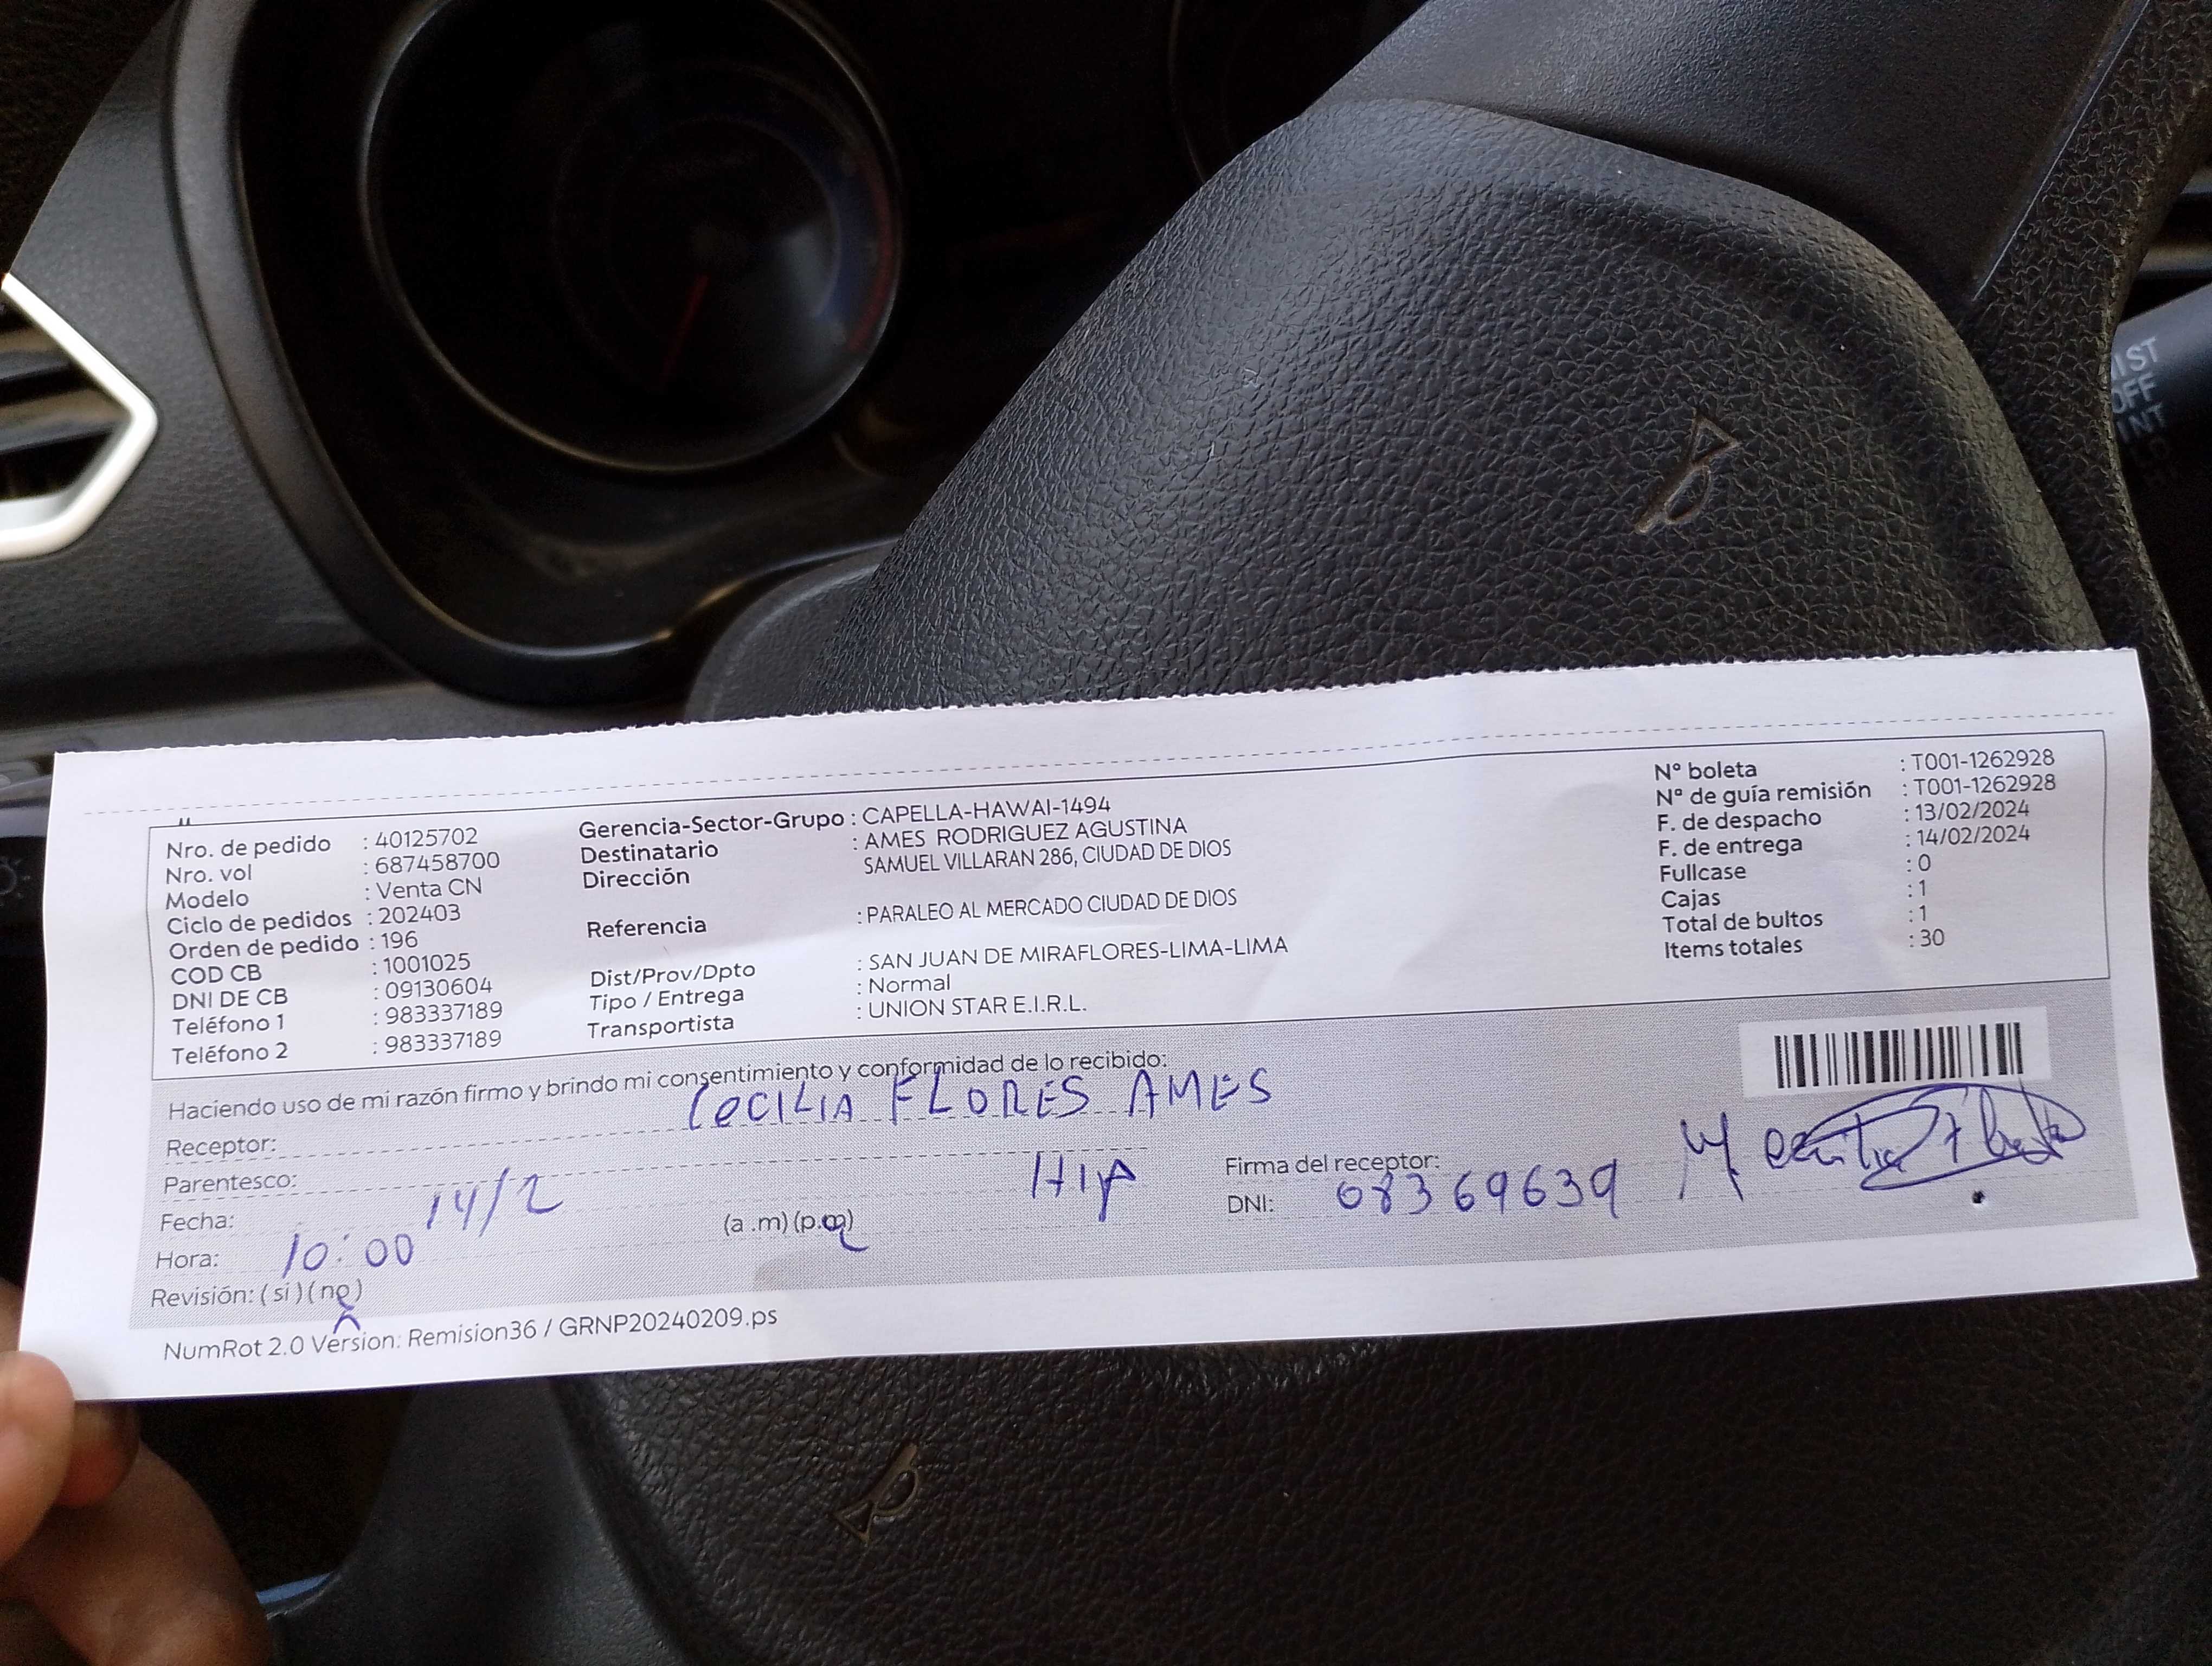 Nro. de pedido : 40125702
Nro. vol : 687458700
Modelo : Venta CN
Ciclo de pedidos : 202403
Orden de pedido : 196
COD CB : 1001025
DNI DE CB : 09130604
Teléfono 1 : 983337189
Teléfono 2 : 983337189
Gerencia-Sector-Grupo : CAPELLA-HAWAI-1494
Destinatario : AMES RODRIGUEZ AGUSTINA
Dirección SAMUEL VILLARAN 286, CIUDAD DE DIOS
Referencia : PARALEO AL MERCADO CIUDAD DE DIOS
Dist/Prov/Dpto : SAN JUAN DE MIRAFLORES-LIMA-LIMA
Tipo / Entrega : Normal
Transportista : UNION STAR E.I.R.L.
Nº boleta : T001-1262928
Nº de guía remisión : T001-1262928
F. de despacho : 13/02/2024
F. de entrega : 14/02/2024
Fullcase : 0
Cajas : 1
Total de bultos : 1
Items totales : 30
Haciendo uso de mi razón firmo y brindo mi consentimiento y conformidad de lo recibido:
Receptor: CECILIA FLORES AMES
Parentesco: HIJA
Fecha: 14/2
Hora: 10:00 (a.m) (p.m)
Revisión: (si) (no)
Firma del receptor:
DNI: 08369639
NumRot 2.0 Version: Remision36 / GRNP20240209.ps
OFF